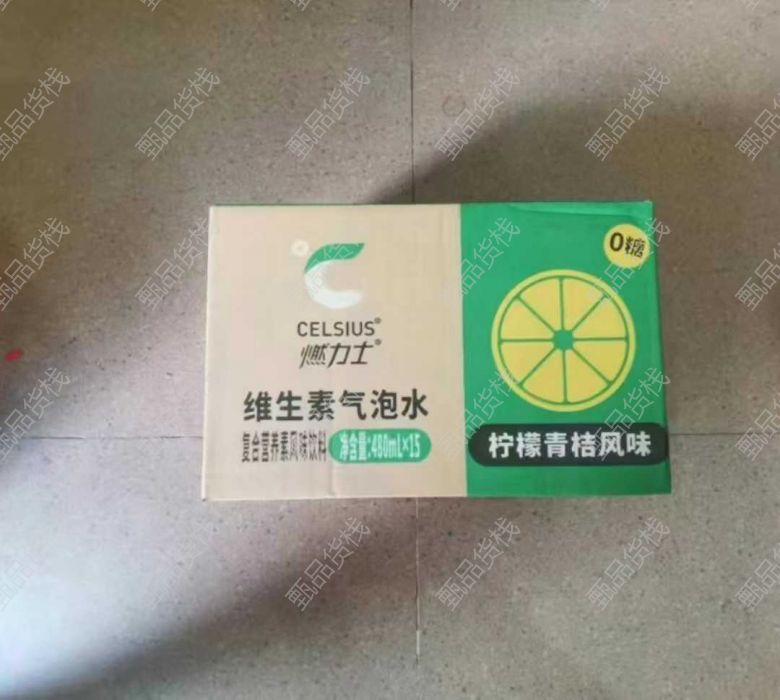 CELSIUS®
燃力士®
维生素气泡水
复合营养素风味饮料 净含量:480mL×15
0糖
柠檬青桔风味
甄品货栈